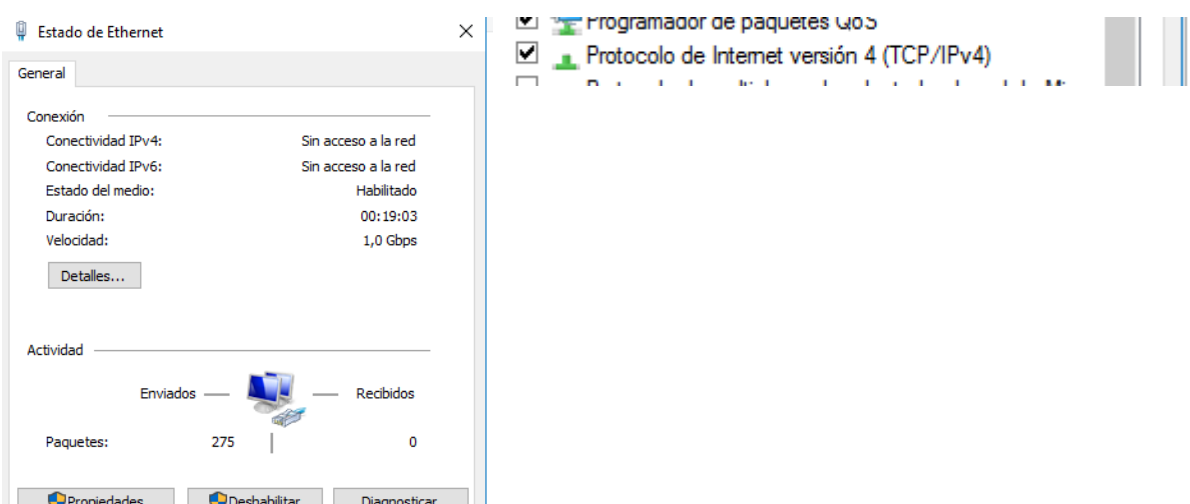 Estado de Ethernet
General
Conexión
Conectividad IPv4: Sin acceso a la red
Conectividad IPv6: Sin acceso a la red
Estado del medio: Habilitado
Duración: 00:19:03
Velocidad: 1,0 Gbps
Detalles...
Actividad
Enviados Recibidos
Paquetes: 275 0
Propiedades Deshabilitar Diagnosticar
Programador de paquetes QoS
Protocolo de Internet versión 4 (TCP/IPv4)